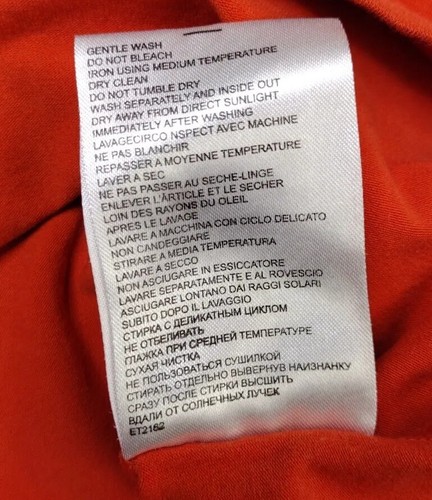 GENTLE WASH
DO NOT BLEACH
IRON USING MEDIUM TEMPERATURE
DRY CLEAN
DO NOT TUMBLE DRY
WASH SEPARATELY AND INSIDE OUT
DRY AWAY FROM DIRECT SUNLIGHT
IMMEDIATELY AFTER WASHING
LAVAGECIRCO NSPECT AVEC MACHINE
NE PAS BLANCHIR
REPASSER A MOYENNE TEMPERATURE
LAVER A SEC
NE PAS PASSER AU SECHE-LINGE
ENLEVER L'ARTICLE ET LE SECHER
LOIN DES RAYONS DU OLEIL
APRES LE LAVAGE
LAVARE A MACCHINA CON CICLO DELICATO
NON CANDEGGIARE
STIRARE A MEDIA TEMPERATURA
LAVARE A SECCO
NON ASCIUGARE IN ESSICCATORE
LAVARE SEPARATAMENTE E AL ROVESCIO
ASCIUGARE LONTANO DAI RAGGI SOLARI
SUBITO DOPO IL LAVAGGIO
СТИРКА С ДЕЛИКАТНЫМ ЦИКЛОМ
НЕ ОТБЕЛИВАТЬ
ГЛАЖКА ПРИ СРЕДНЕЙ ТЕМПЕРАТУРЕ
СУХАЯ ЧИСТКА
НЕ ПОЛЬЗОВАТЬСЯ СУШИЛКОЙ
СТИРАТЬ ОТДЕЛЬНО ВЫВЕРНУВ НАИЗНАНКУ
СРАЗУ ПОСЛЕ СТИРКИ ВЫСШИТЬ
ВДАЛИ ОТ СОЛНЕЧНЫХ ЛУЧЕК
ET2162